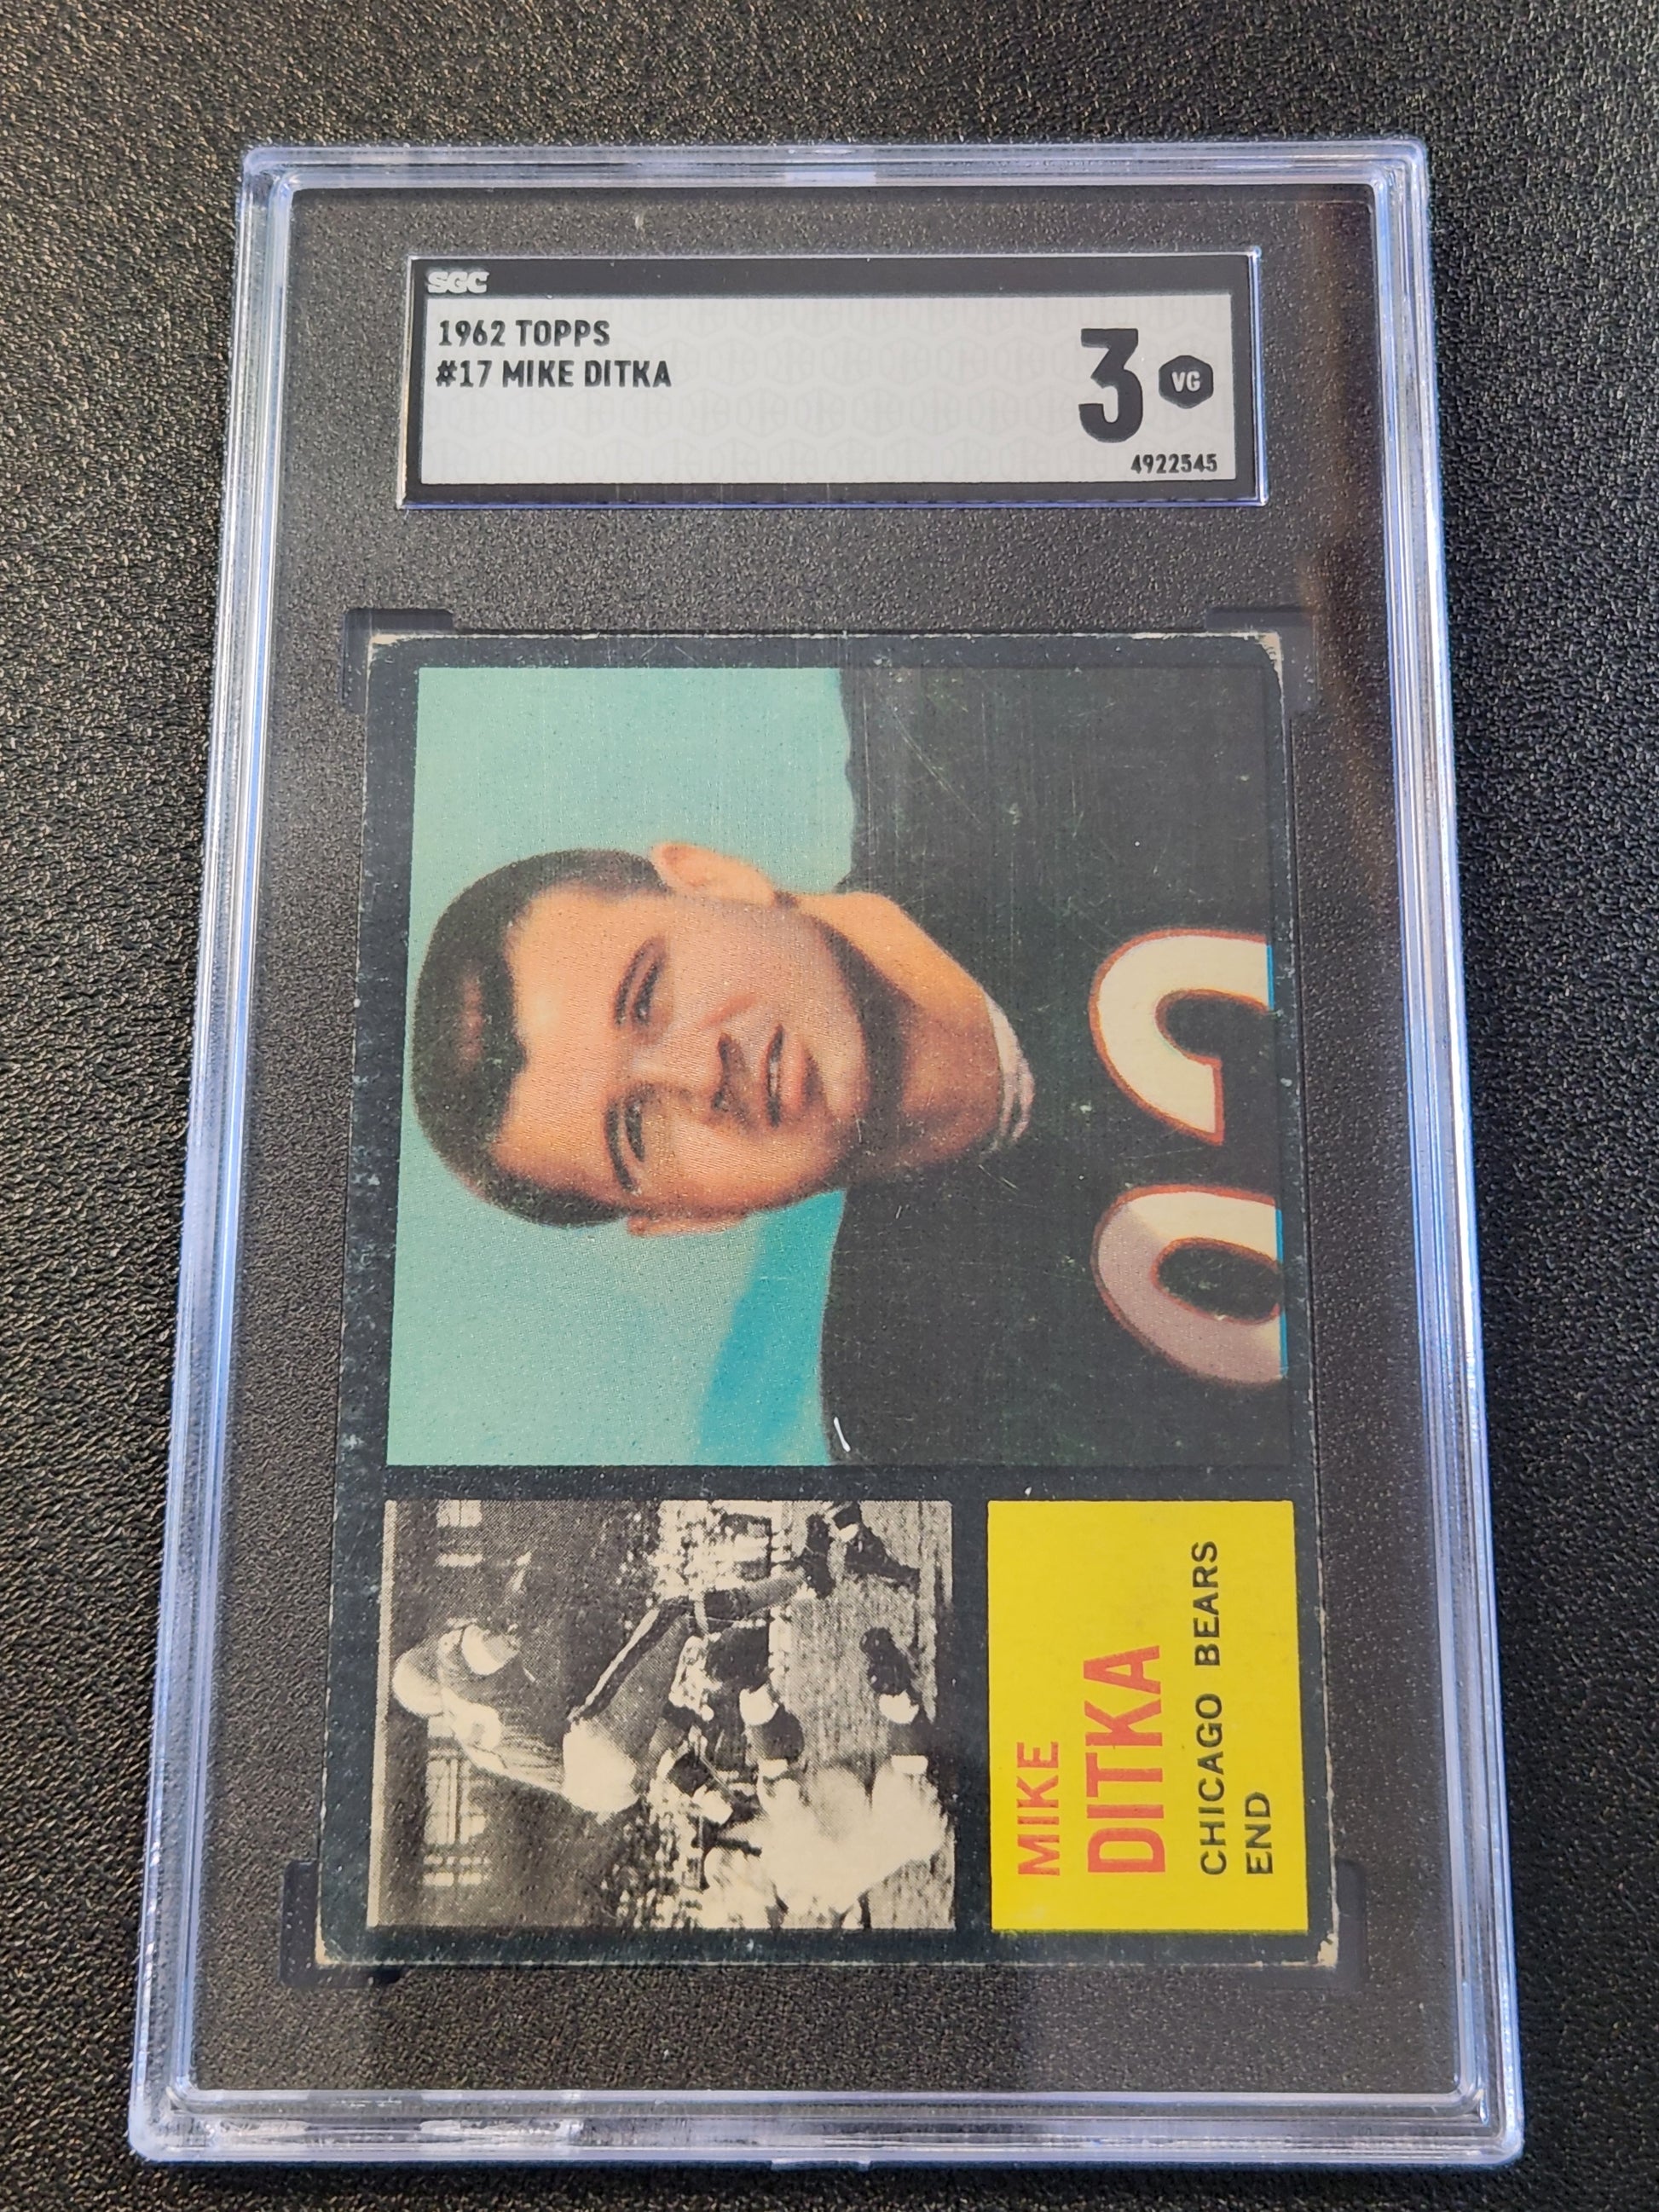 SGC
1962 TOPPS
#17 MIKE DITKA
3
VG
4922545
MIKE
DITKA
CHICAGO BEARS
END